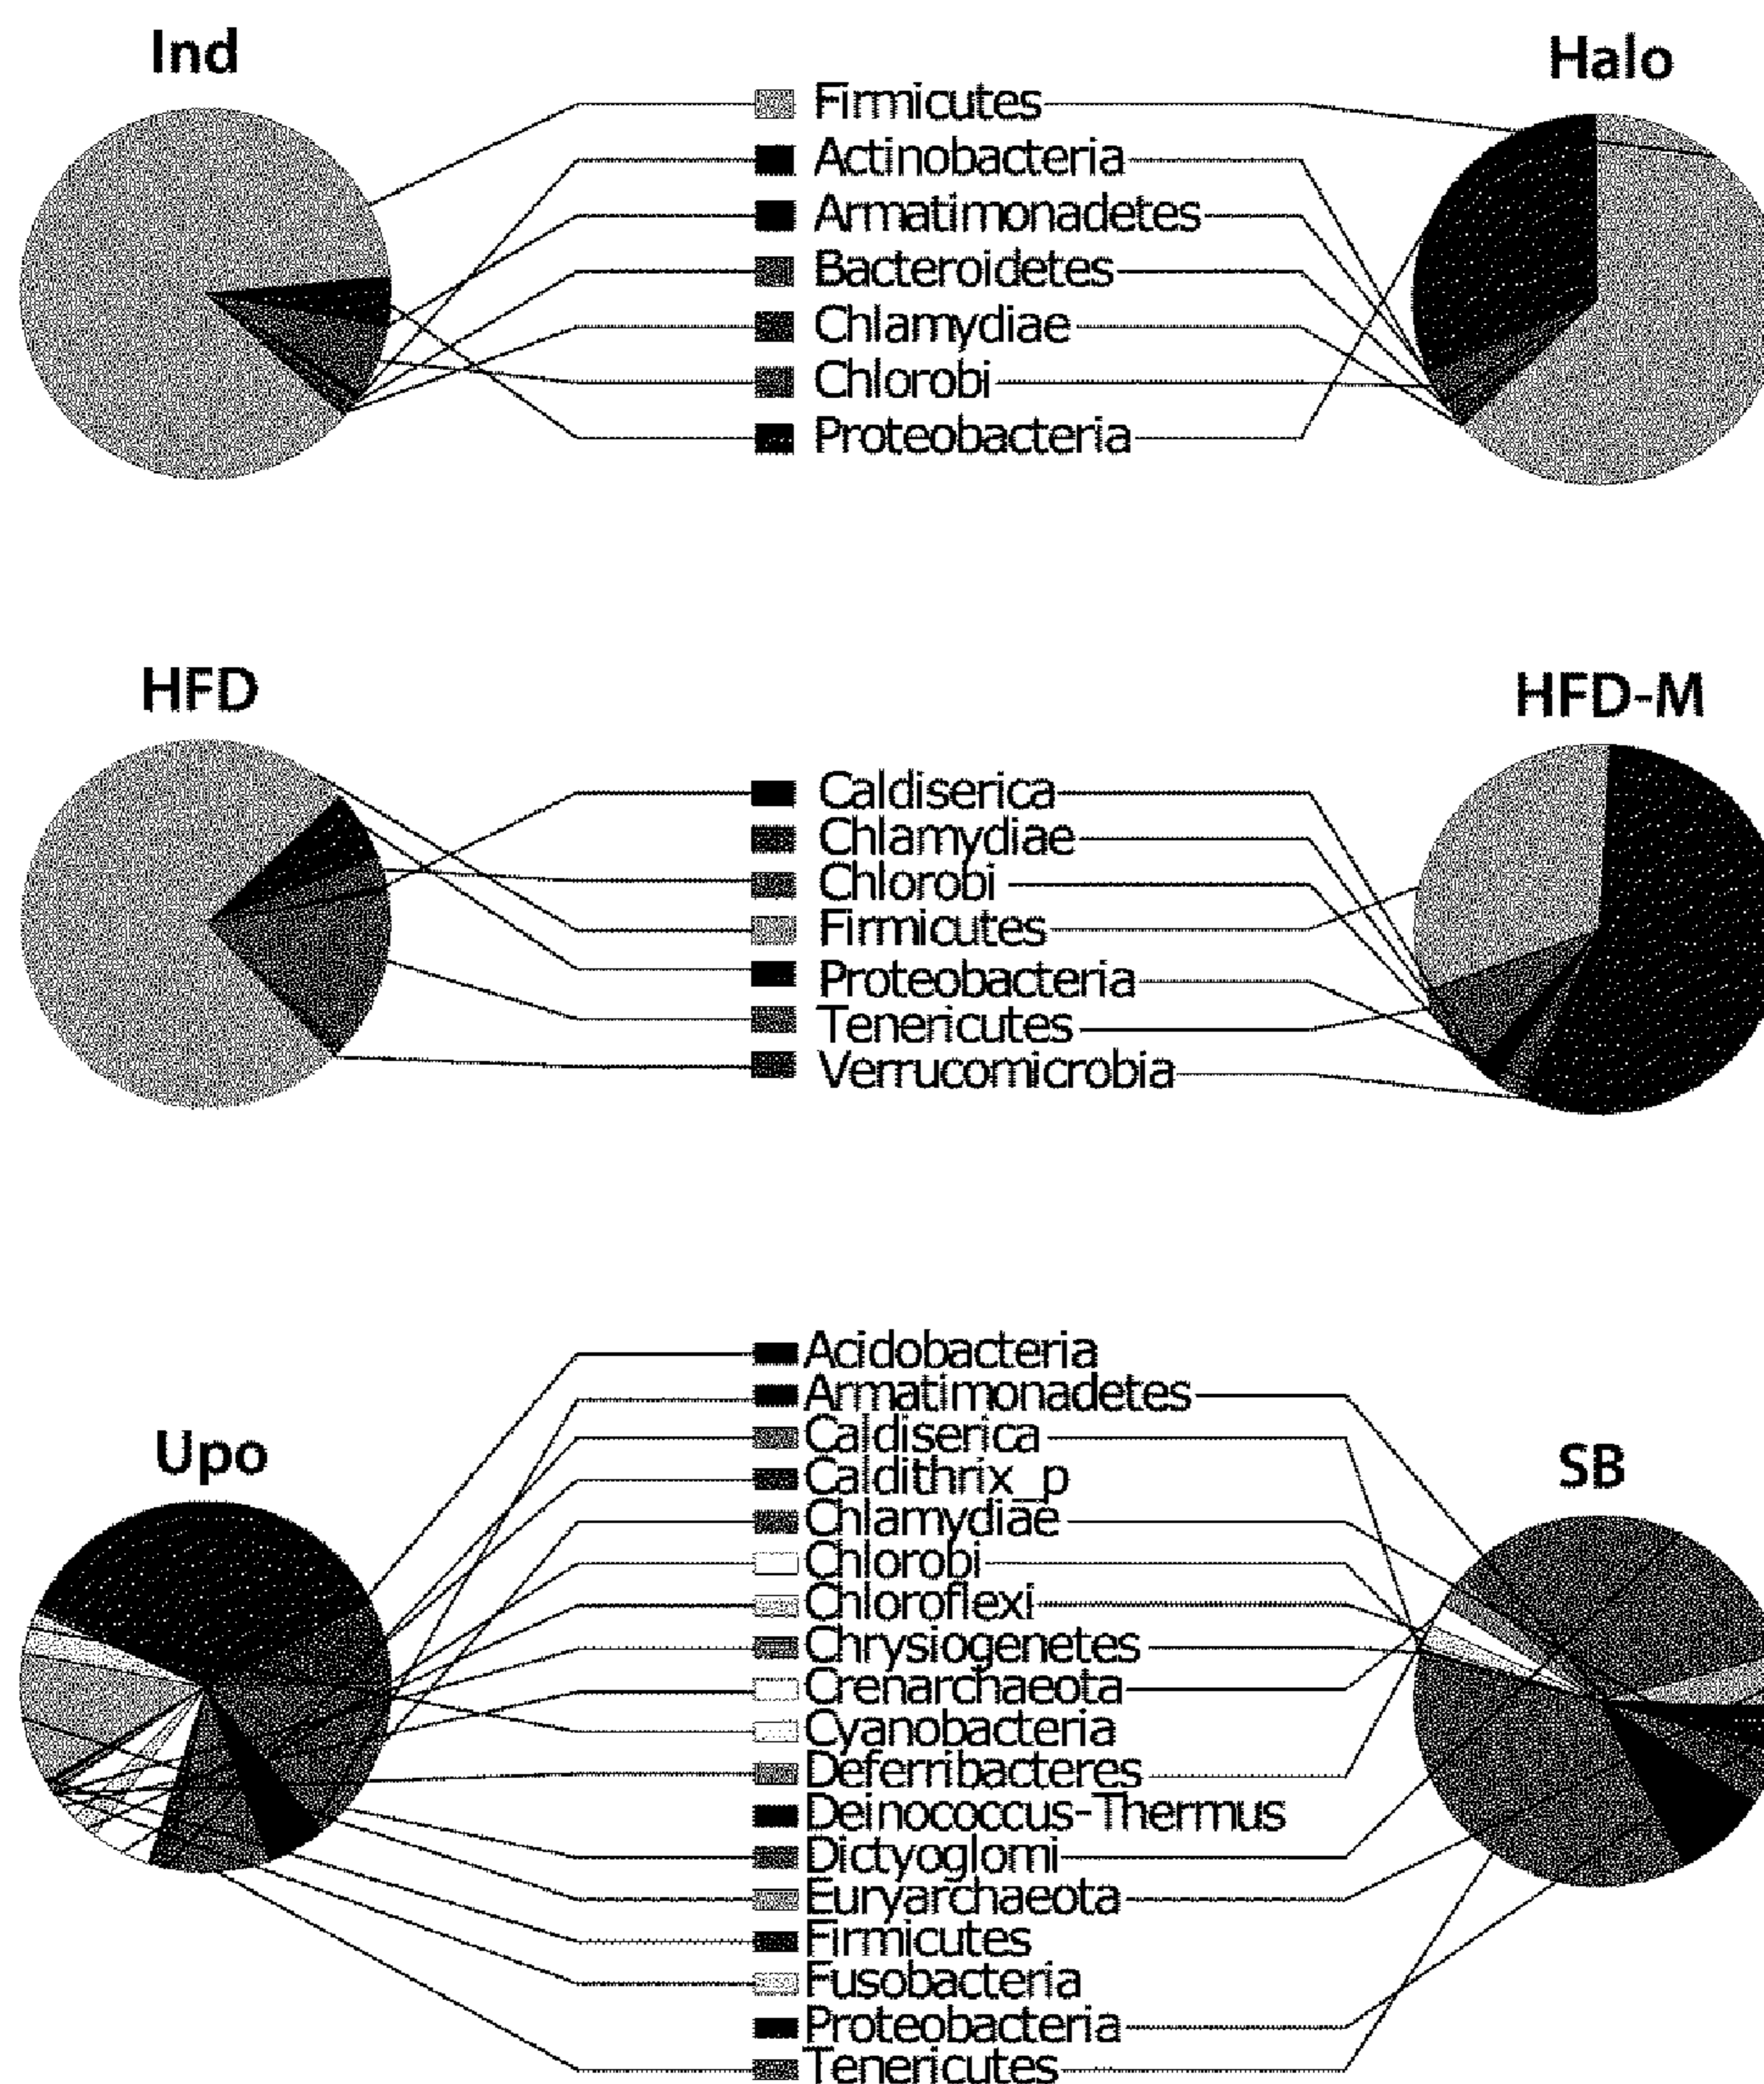 Ind
Halo
Firmicutes
Actinobacteria
Armatimonadetes
Bacteroidetes
Chlamydiae
Chlorobi
Proteobacteria
HFD
HFD-M
Caldiserica
Chlamydiae
Chlorobi
Firmicutes
Proteobacteria
Tenericutes
Verrucomicrobia
Upo
SB
Acidobacteria
Armatimonadetes
Caldiserica
Caldithrix_p
Chlamydiae
Chlorobi
Chloroflexi
Chrysiogenetes
Crenarchaeota
Cyanobacteria
Deferribacteres
Deinococcus-Thermus
Dictyoglomi
Euryarchaeota
Firmicutes
Fusobacteria
Proteobacteria
Tenericutes